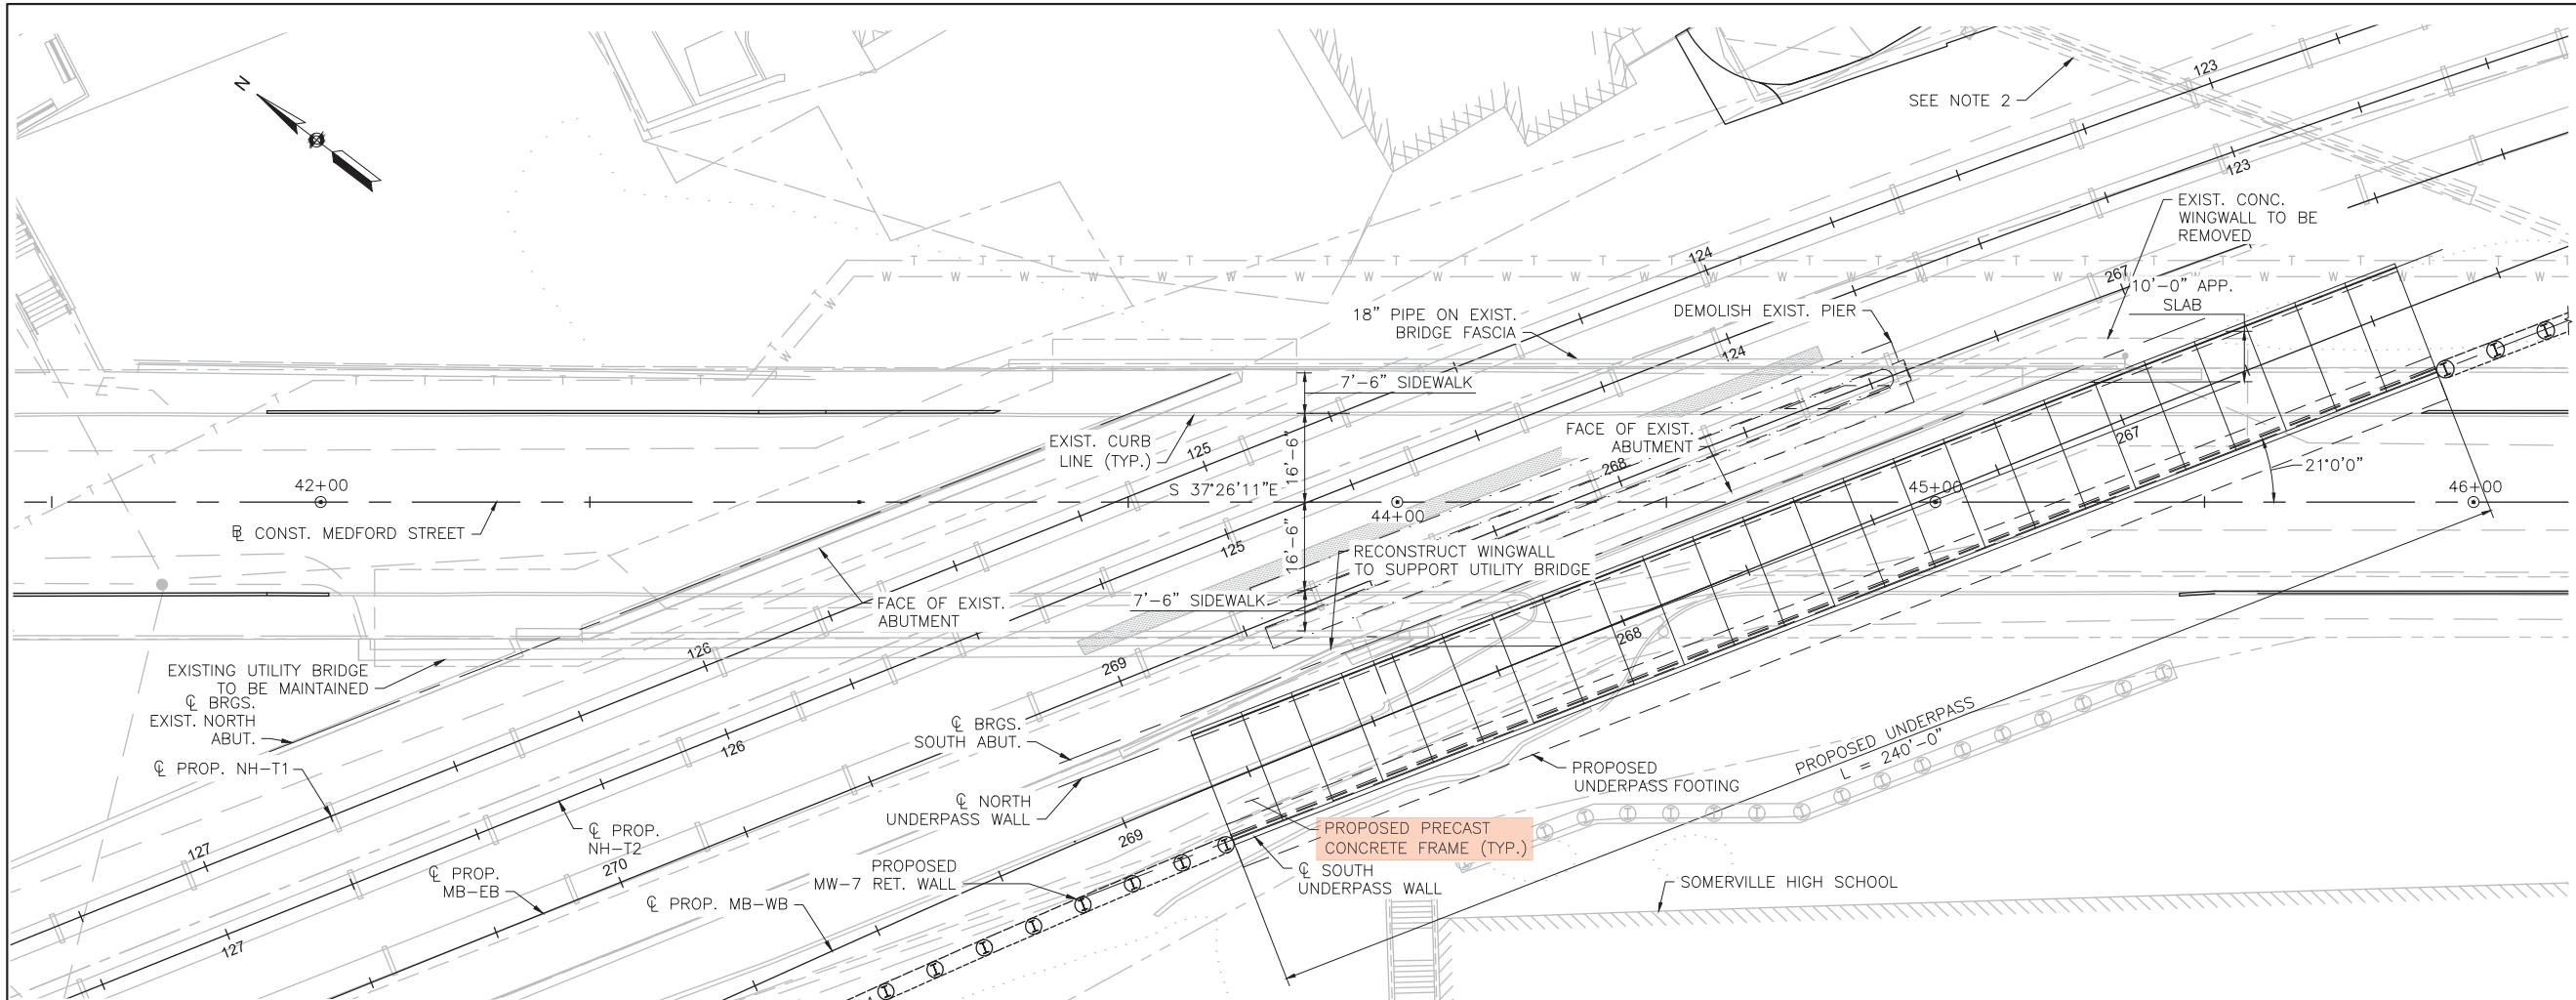 N
SEE NOTE 2
123
123
EXIST. CONC.
WINGWALL TO BE
REMOVED
124
267
10'-0" APP.
SLAB
18" PIPE ON EXIST.
BRIDGE FASCIA
DEMOLISH EXIST. PIER
124
7'-6" SIDEWALK
EXIST. CURB
LINE (TYP.)
125
16'-6"
FACE OF EXIST.
ABUTMENT
268
267
21°0'0"
42+00
S 37°26'11"E
44+00
45+00
46+00
℄ CONST. MEDFORD STREET
125
16'-6"
RECONSTRUCT WINGWALL
TO SUPPORT UTILITY BRIDGE
7'-6" SIDEWALK
FACE OF EXIST.
ABUTMENT
268
126
269
EXISTING UTILITY BRIDGE
TO BE MAINTAINED
℄ BRGS.
EXIST. NORTH
ABUT.
℄ BRGS.
SOUTH ABUT.
126
PROPOSED UNDERPASS
L = 240'-0"
℄ PROP. NH-T1
PROPOSED
UNDERPASS FOOTING
℄ NORTH
UNDERPASS WALL
℄ PROP.
NH-T2
269
PROPOSED PRECAST
CONCRETE FRAME (TYP.)
127
270
℄ PROP.
MB-EB
PROPOSED
MW-7 RET. WALL
℄ SOUTH
UNDERPASS WALL
SOMERVILLE HIGH SCHOOL
℄ PROP. MB-WB
127
T T T T T T T T T T T T T T T T T T T T T T T T T
W W W W W W W W W W W W W W W W W W W W W W W W W